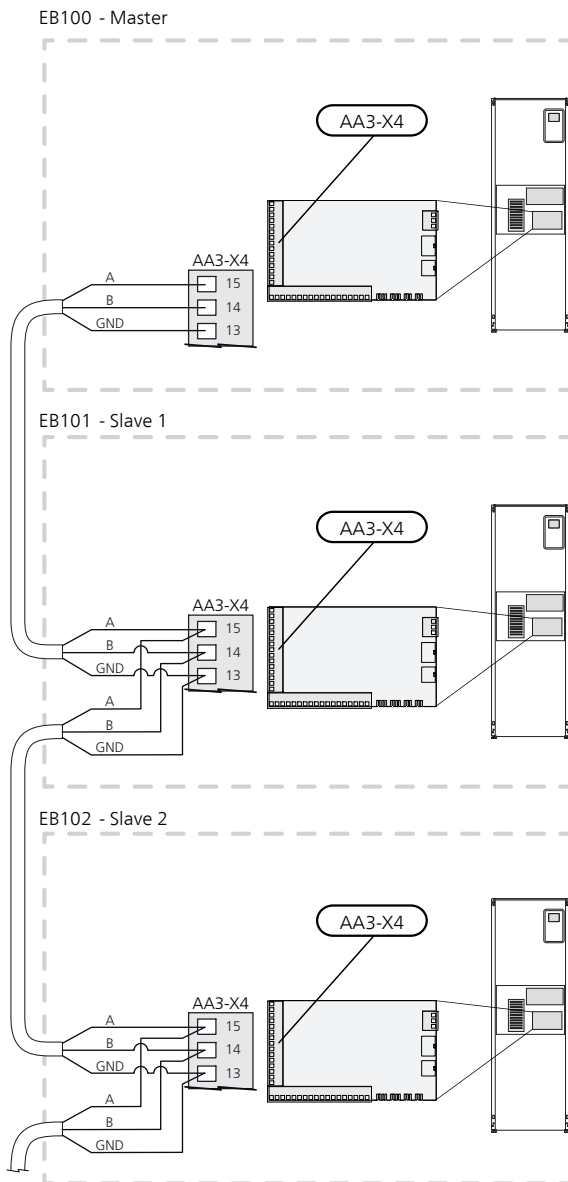 EB100 - Master
AA3-X4
AA3-X4
A
15
B
14
GND
13
EB101 - Slave 1
AA3-X4
AA3-X4
A
15
B
14
GND
13
A
B
GND
EB102 - Slave 2
AA3-X4
AA3-X4
A
15
B
14
GND
13
A
B
GND